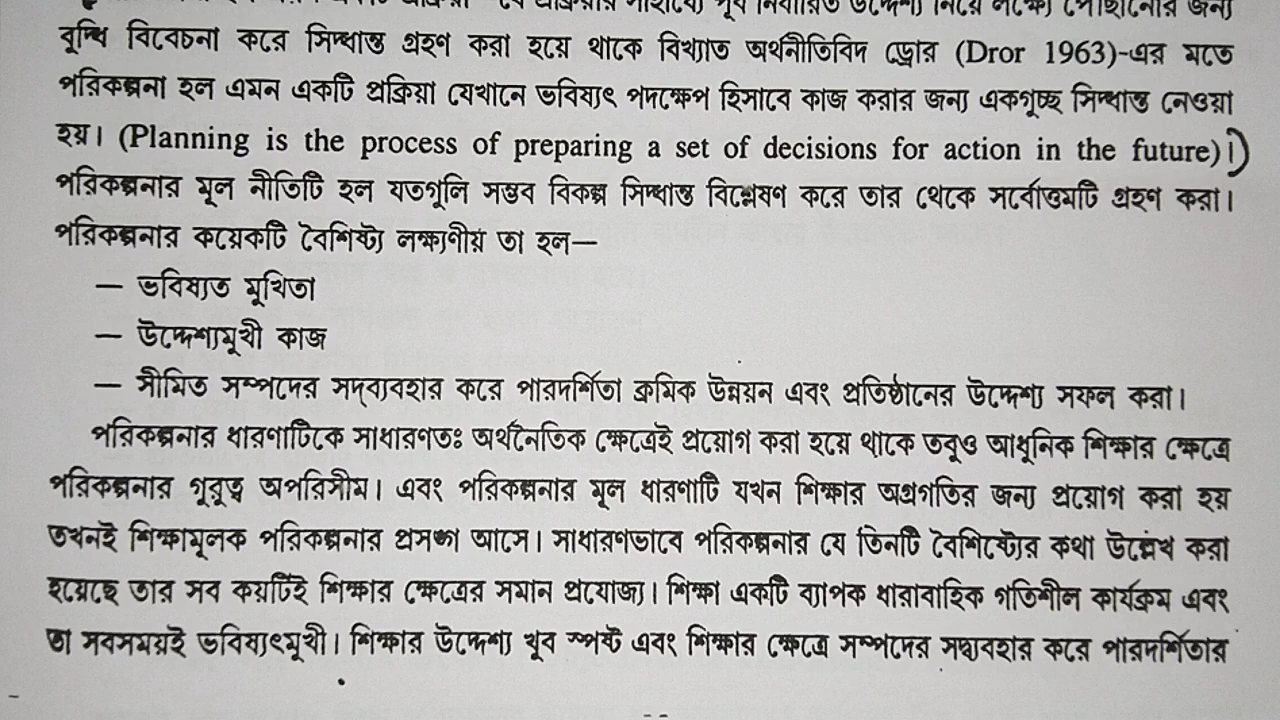 প্রক্রিয়ার সাহায্যে পূর্ব নির্ধারিত উদ্দেশ্য নিয়ে লক্ষ্যে পৌঁছানোর জন্য
বুদ্ধি বিবেচনা করে সিদ্ধান্ত গ্রহণ করা হয়ে থাকে বিখ্যাত অর্থনীতিবিদ ড্রোর (Dror 1963)-এর মতে
পরিকল্পনা হল এমন একটি প্রক্রিয়া যেখানে ভবিষ্যৎ পদক্ষেপ হিসাবে কাজ করার জন্য একগুচ্ছ সিদ্ধান্ত নেওয়া
হয়। (Planning is the process of preparing a set of decisions for action in the future)।
পরিকল্পনার মূল নীতিটি হল যতগুলি সম্ভব বিকল্প সিদ্ধান্ত বিশ্লেষণ করে তার থেকে সর্বোত্তমটি গ্রহণ করা।
পরিকল্পনার কয়েকটি বৈশিষ্ট্য লক্ষ্যণীয় তা হল—
— ভবিষ্যত মুখিতা
— উদ্দেশ্যমুখী কাজ
— সীমিত সম্পদের সদ্‌ব্যবহার করে পারদর্শিতা ক্রমিক উন্নয়ন এবং প্রতিষ্ঠানের উদ্দেশ্য সফল করা।
পরিকল্পনার ধারণাটিকে সাধারণতঃ অর্থনৈতিক ক্ষেত্রেই প্রয়োগ করা হয়ে থাকে তবুও আধুনিক শিক্ষার ক্ষেত্রে
পরিকল্পনার গুরুত্ব অপরিসীম। এবং পরিকল্পনার মূল ধারণাটি যখন শিক্ষার অগ্রগতির জন্য প্রয়োগ করা হয়
তখনই শিক্ষামূলক পরিকল্পনার প্রসঙ্গ আসে। সাধারণভাবে পরিকল্পনার যে তিনটি বৈশিষ্ট্যের কথা উল্লেখ করা
হয়েছে তার সব কয়টিই শিক্ষার ক্ষেত্রের সমান প্রযোজ্য। শিক্ষা একটি ব্যাপক ধারাবাহিক গতিশীল কার্যক্রম এবং
তা সবসময়ই ভবিষ্যৎমুখী। শিক্ষার উদ্দেশ্য খুব স্পষ্ট এবং শিক্ষার ক্ষেত্রে সম্পদের সদ্ব্যবহার করে পারদর্শিতার